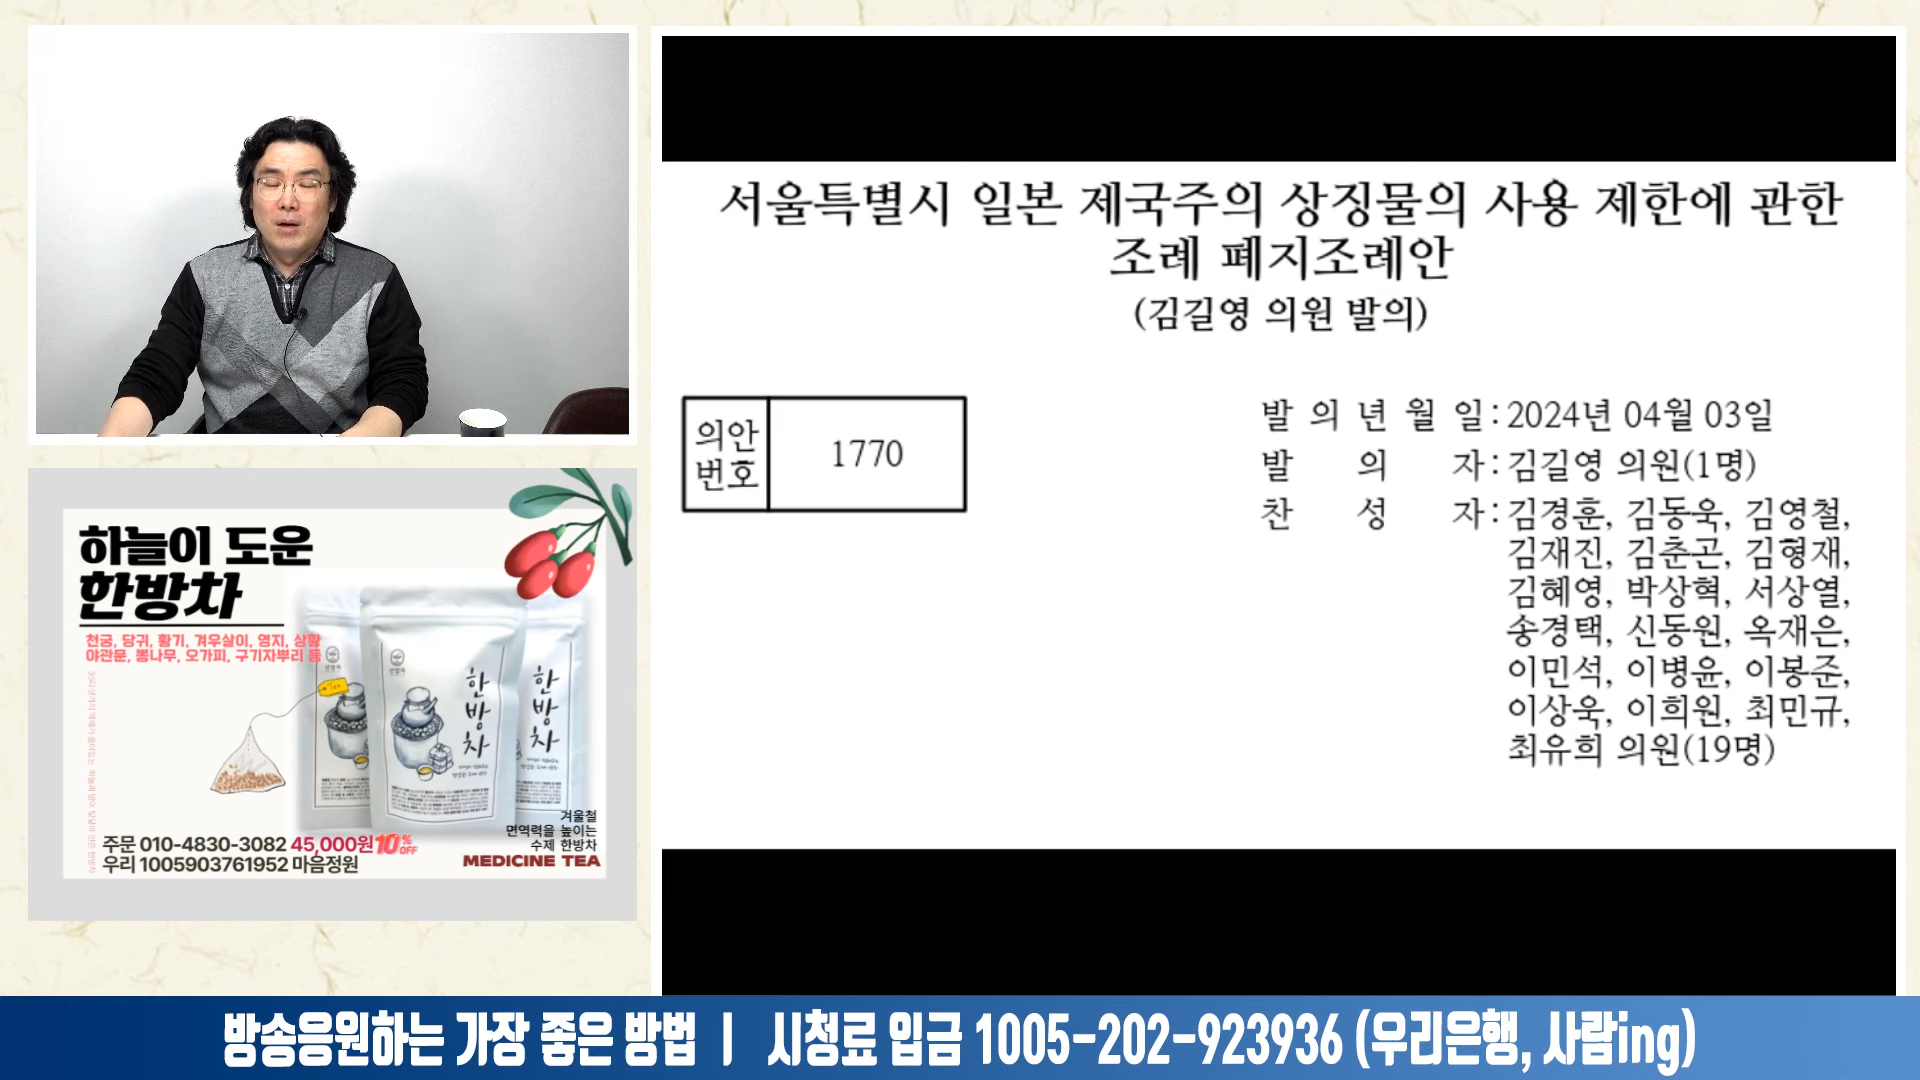 서울특별시 일본 제국주의 상징물의 사용 제한에 관한
조례 폐지조례안
(김길영 의원 발의)
의안
번호
1770
발 의 년 월 일 : 2024년 04월 03일
발 의 자 : 김길영 의원(1명)
찬 성 자 : 김경훈, 김동욱, 김영철,
김재진, 김춘곤, 김형재,
김혜영, 박상혁, 서상열,
송경택, 신동원, 옥재은,
이민석, 이병윤, 이봉준,
이상욱, 이희원, 최민규,
최유희 의원(19명)
하늘이 도운
한방차
천궁, 당귀, 황기, 겨우살이, 영지, 상황
야관문, 뽕나무, 오가피, 구기자뿌리 등
한방차
한방차
겨울철
면역력을 높이는
수제 한방차
MEDICINE TEA
주문 010-4830-3082 45,000원 10% OFF
우리 1005903761952 마음정원
방송응원하는 가장 좋은 방법 | 시청료 입금 1005-202-923936 (우리은행, 사람ing)